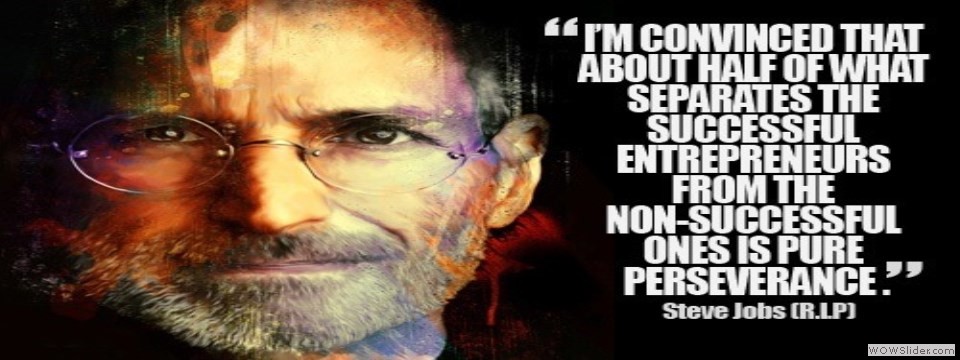 “I'M CONVINCED THAT
ABOUT HALF OF WHAT
SEPARATES THE
SUCCESSFUL
ENTREPRENEURS
FROM THE
NON-SUCCESSFUL
ONES IS PURE
PERSEVERANCE.”
Steve Jobs (R.I.P)
WOWSlider.com